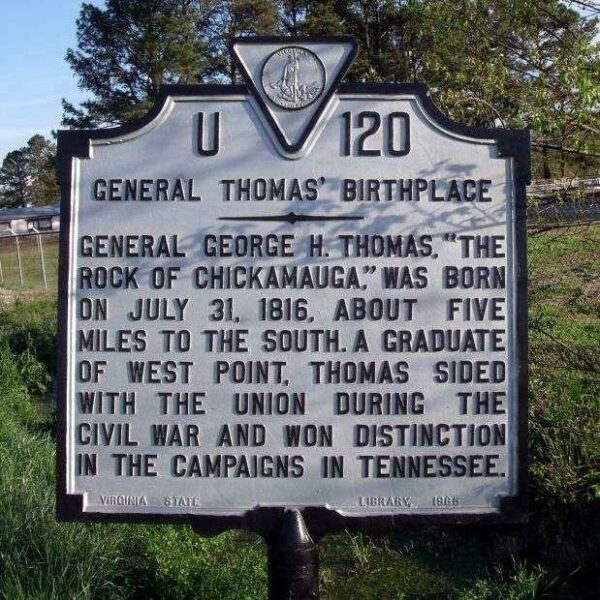 U 120
GENERAL THOMAS' BIRTHPLACE
GENERAL GEORGE H. THOMAS, "THE
ROCK OF CHICKAMAUGA," WAS BORN
ON JULY 31, 1816, ABOUT FIVE
MILES TO THE SOUTH. A GRADUATE
OF WEST POINT, THOMAS SIDED
WITH THE UNION DURING THE
CIVIL WAR AND WON DISTINCTION
IN THE CAMPAIGNS IN TENNESSEE.
VIRGINIA STATE LIBRARY, 1965